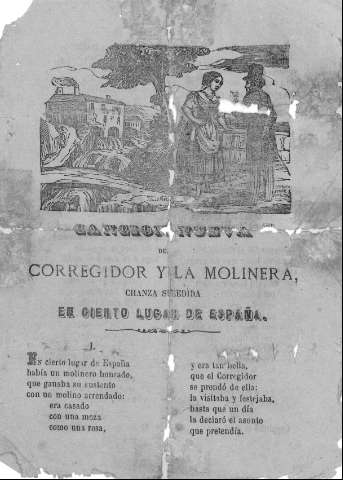 CANCION NUEVA
DEL
CORREGIDOR Y LA MOLINERA,
CHANZA SUCEDIDA
EN CIERTO LUGAR DE ESPAÑA.
I.
En cierto lugar de España
habia un molinero honrado,
que ganaba su sustento
con un molino arrendado:
era casado
con una moza
como una rosa,
y era tan bella,
que el Corregidor
se prendó de ella:
la visitaba y festejaba,
hasta que un dia
la declaró el asunto
que pretendía.